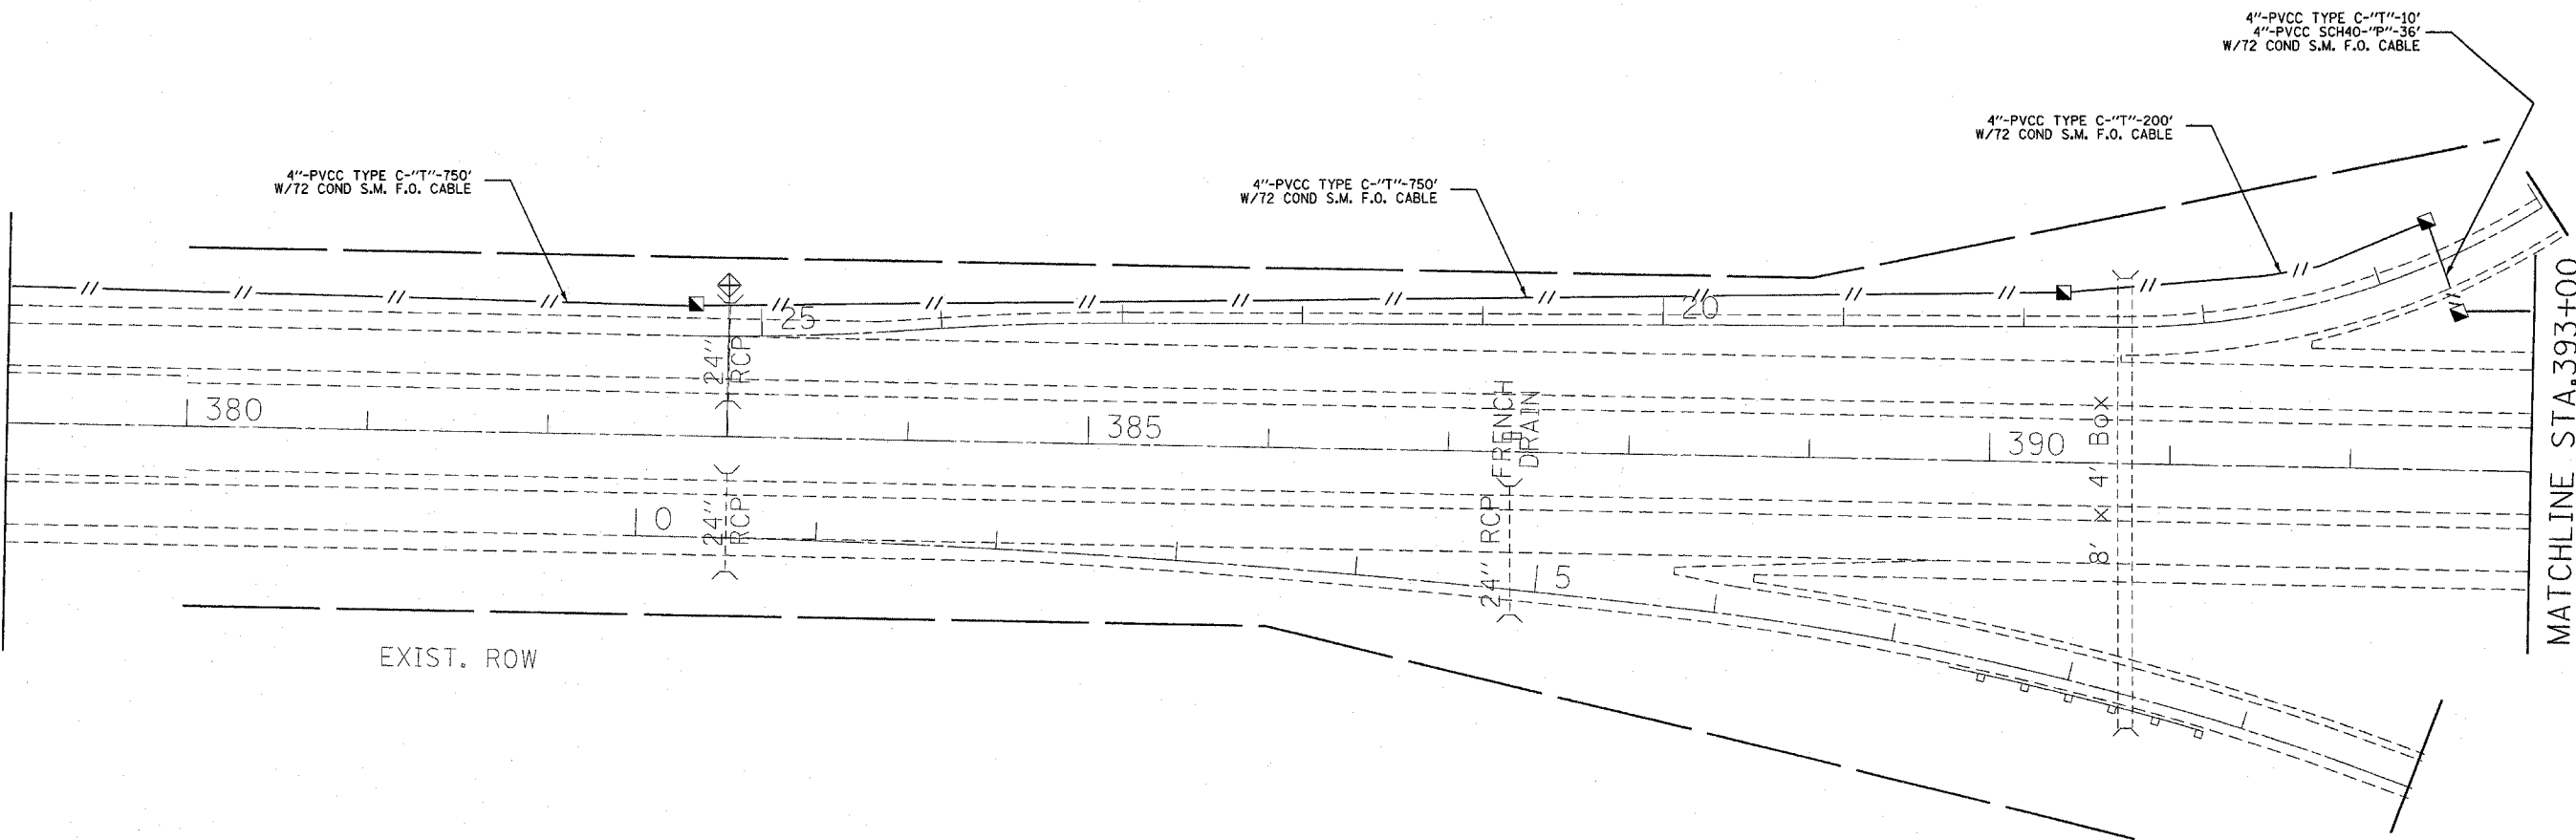 4"-PVCC TYPE C-"T"-10'
4"-PVCC SCH40-"P"-36'
W/72 COND S.M. F.O. CABLE
4"-PVCC TYPE C-"T"-200'
W/72 COND S.M. F.O. CABLE
4"-PVCC TYPE C-"T"-750'
W/72 COND S.M. F.O. CABLE
4"-PVCC TYPE C-"T"-750'
W/72 COND S.M. F.O. CABLE
25
20
24"
RCP
380
385
390
FRENCH
DRAIN
8' X 4' Box
0
24"
RCP
24" RCP
5
EXIST. ROW
MATCHLINE STA.393+00